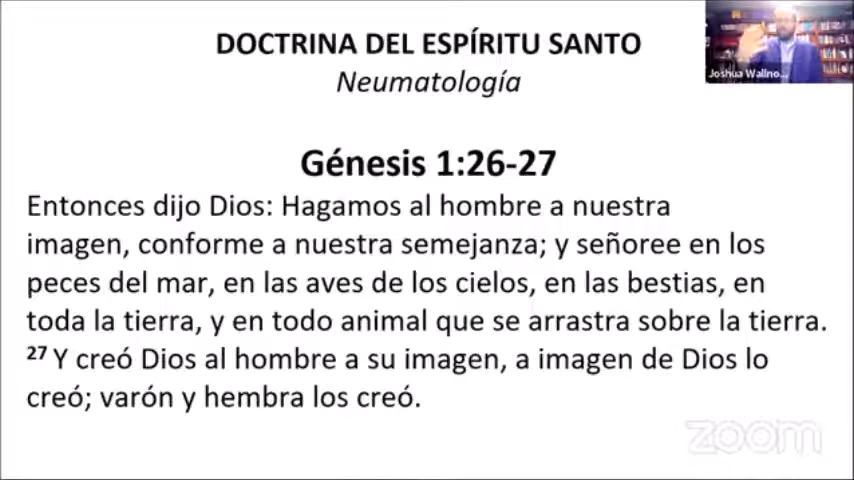 DOCTRINA DEL ESPÍRITU SANTO
Neumatología
Joshua Wallno...
Génesis 1:26-27
Entonces dijo Dios: Hagamos al hombre a nuestra
imagen, conforme a nuestra semejanza; y señoree en los
peces del mar, en las aves de los cielos, en las bestias, en
toda la tierra, y en todo animal que se arrastra sobre la tierra.
27 Y creó Dios al hombre a su imagen, a imagen de Dios lo
creó; varón y hembra los creó.
zoom